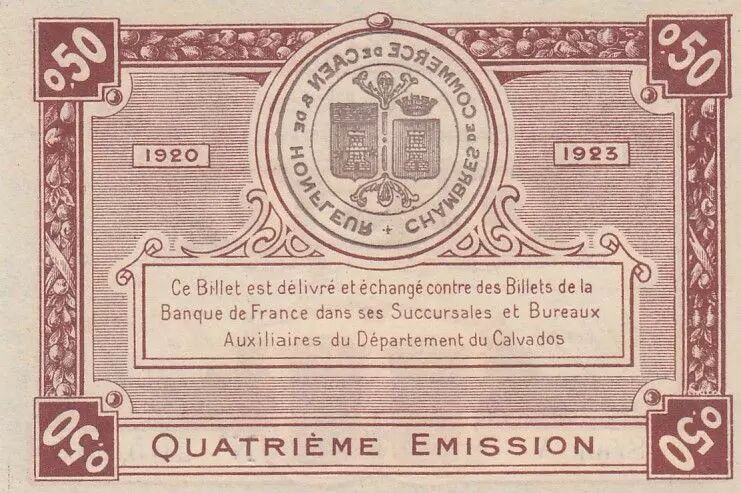 0,50
0,50
CHAMBRES DE COMMERCE DE CAEN & DE HONFLEUR +
1920
1923
Ce Billet est délivré et échangé contre des Billets de la
Banque de France dans ses Succursales et Bureaux
Auxiliaires du Département du Calvados
0,50
QUATRIÈME EMISSION
0,50